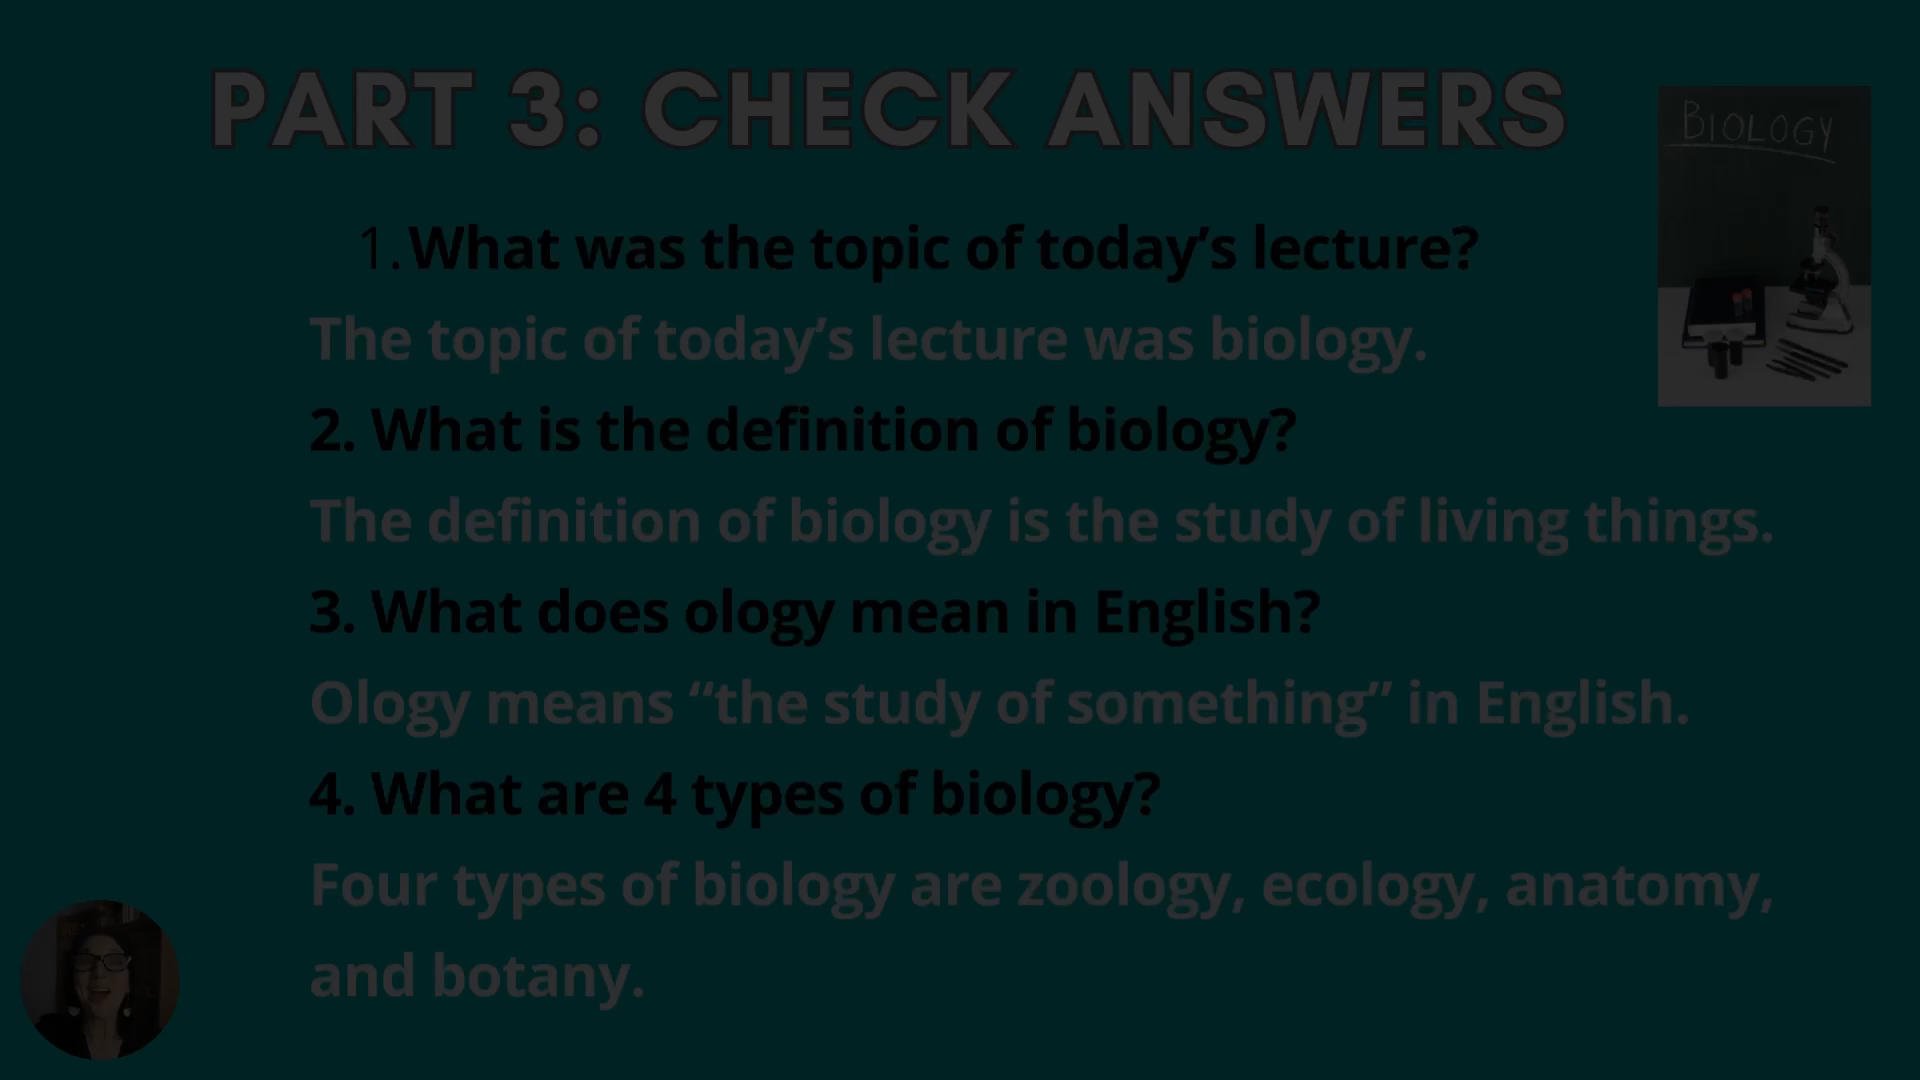 PART 3: CHECK ANSWERS
BIOLOGY
1. What was the topic of today’s lecture?
The topic of today’s lecture was biology.
2. What is the definition of biology?
The definition of biology is the study of living things.
3. What does ology mean in English?
Ology means “the study of something” in English.
4. What are 4 types of biology?
Four types of biology are zoology, ecology, anatomy,
and botany.